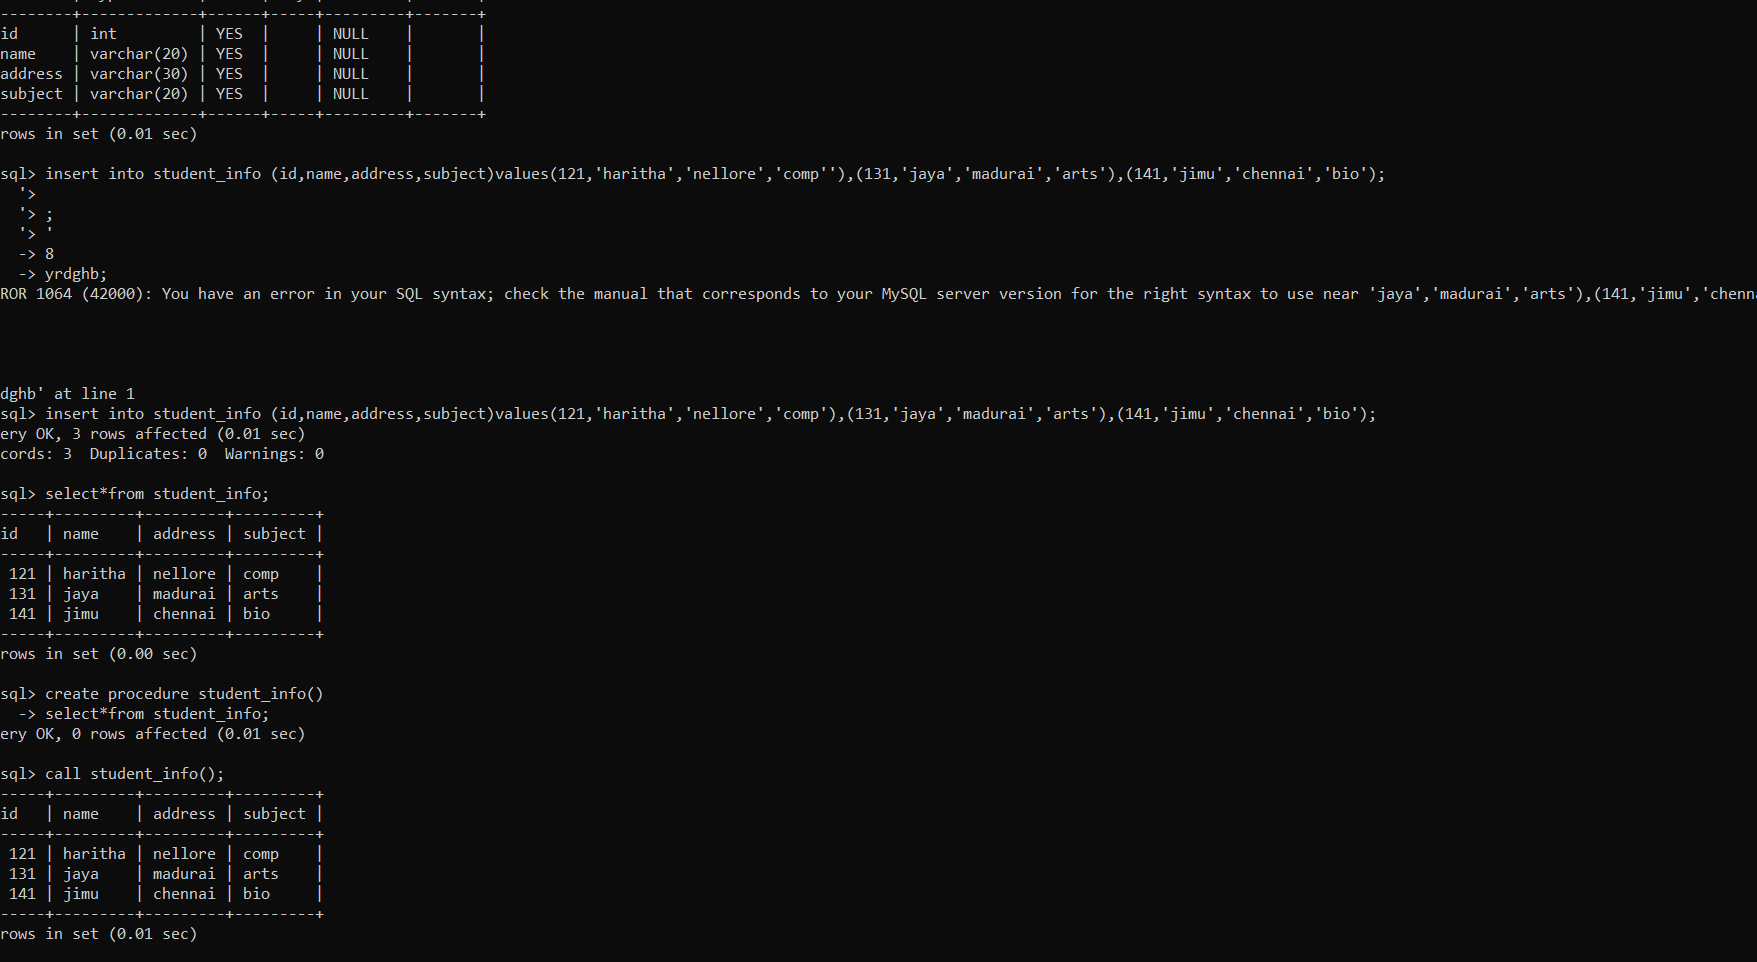 --------+-------------+------+-----+---------+-------+
id      | int         | YES  |     | NULL    |       |
name    | varchar(20) | YES  |     | NULL    |       |
address | varchar(30) | YES  |     | NULL    |       |
subject | varchar(20) | YES  |     | NULL    |       |
--------+-------------+------+-----+---------+-------+
rows in set (0.01 sec)
sql> insert into student_info (id,name,address,subject)values(121,'haritha','nellore','comp''),(131,'jaya','madurai','arts'),(141,'jimu','chennai','bio');
'>
'> ;
'> '
-> 8
-> yrdghb;
ROR 1064 (42000): You have an error in your SQL syntax; check the manual that corresponds to your MySQL server version for the right syntax to use near 'jaya','madurai','arts'),(141,'jimu','chenn
dghb' at line 1
sql> insert into student_info (id,name,address,subject)values(121,'haritha','nellore','comp'),(131,'jaya','madurai','arts'),(141,'jimu','chennai','bio');
ery OK, 3 rows affected (0.01 sec)
cords: 3  Duplicates: 0  Warnings: 0
sql> select*from student_info;
-----+---------+---------+---------+
id   | name    | address | subject |
-----+---------+---------+---------+
 121 | haritha | nellore | comp    |
 131 | jaya    | madurai | arts    |
 141 | jimu    | chennai | bio     |
-----+---------+---------+---------+
rows in set (0.00 sec)
sql> create procedure student_info()
-> select*from student_info;
ery OK, 0 rows affected (0.01 sec)
sql> call student_info();
-----+---------+---------+---------+
id   | name    | address | subject |
-----+---------+---------+---------+
 121 | haritha | nellore | comp    |
 131 | jaya    | madurai | arts    |
 141 | jimu    | chennai | bio     |
-----+---------+---------+---------+
rows in set (0.01 sec)